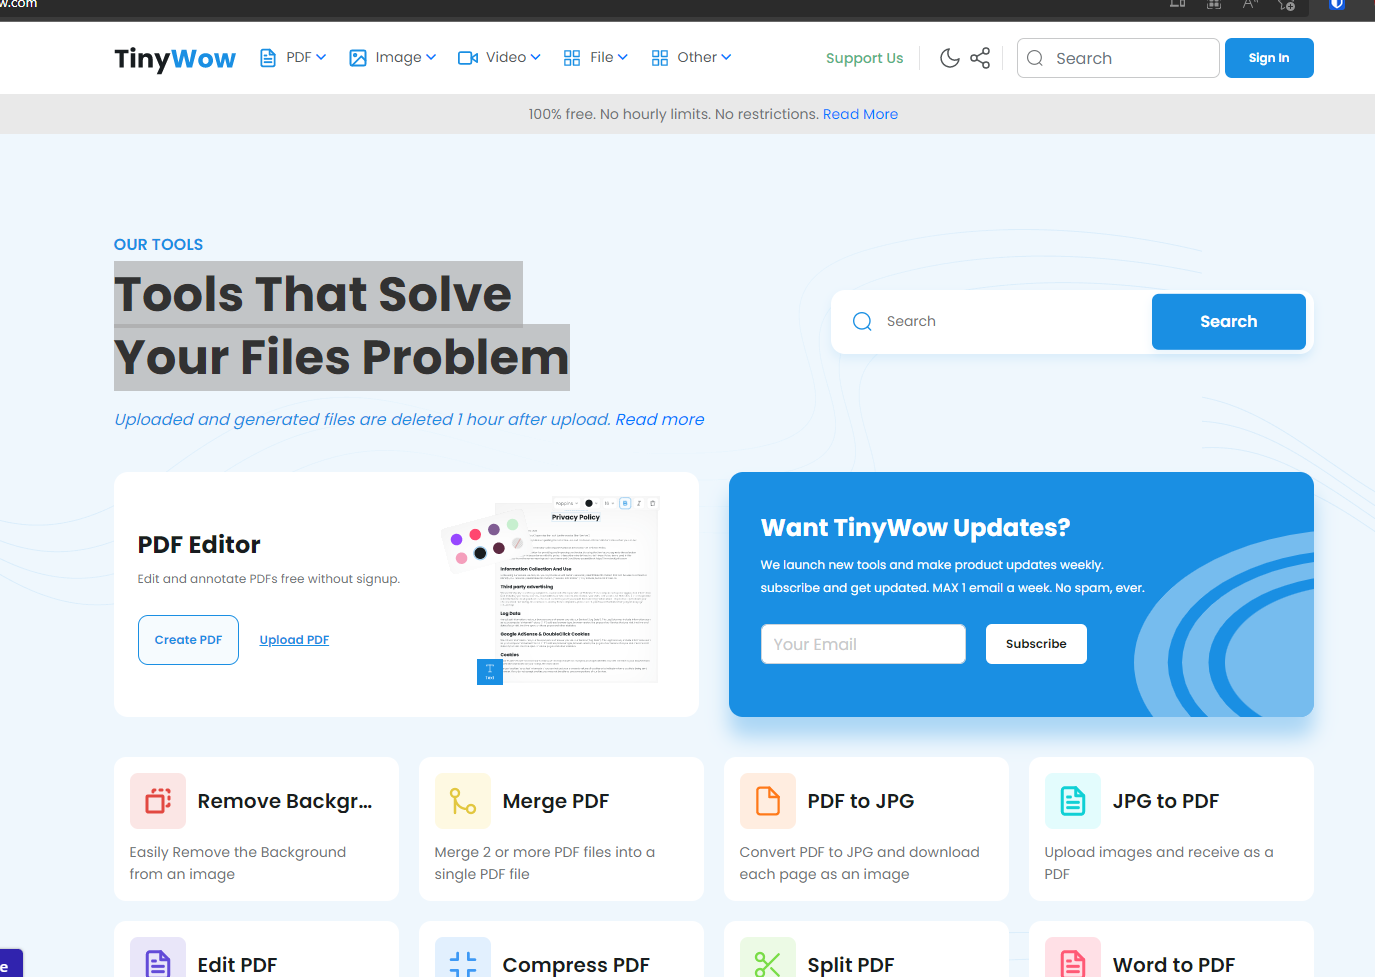 w.com
TinyWow
PDF
Image
Video
File
Other
Support Us
Search
Sign In
100% free. No hourly limits. No restrictions. Read More
OUR TOOLS
Tools That Solve
Your Files Problem
Search
Search
Uploaded and generated files are deleted 1 hour after upload. Read more
PDF Editor
Edit and annotate PDFs free without signup.
Create PDF
Upload PDF
Poppins
Privacy Policy
Information Collection And Use
Third party advertising
Log Data
Google AdSense & DoubleClick Cookies
Cookies
TEXT
Want TinyWow Updates?
We launch new tools and make product updates weekly.
subscribe and get updated. MAX 1 email a week. No spam, ever.
Your Email
Subscribe
Remove Backgr...
Easily Remove the Background
from an image
Merge PDF
Merge 2 or more PDF files into a
single PDF file
PDF to JPG
Convert PDF to JPG and download
each page as an image
JPG to PDF
Upload images and receive as a
PDF
e
Edit PDF
Compress PDF
Split PDF
Word to PDF